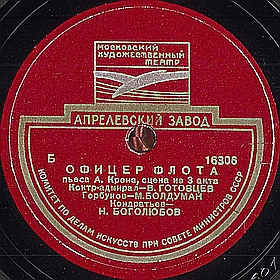 МОСКОВСКИЙ
ХУДОЖЕСТВЕННЫЙ
ТЕАТР
АПРЕЛЕВСКИЙ ЗАВОД
Б 16306
ОФИЦЕР ФЛОТА
пьеса А. Крона, сцена из 3 акта
Контр-адмирал—В. ГОТОВЦЕВ
Горбунов—М. БОЛДУМАН
Кондратьев—
Н. БОГОЛЮБОВ
КОМИТЕТ ПО ДЕЛАМ ИСКУССТВ ПРИ СОВЕТЕ МИНИСТРОВ СССР